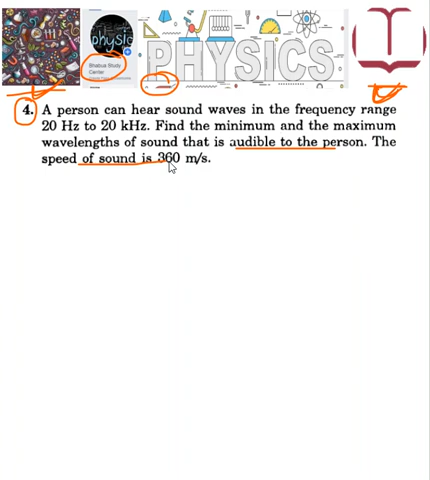 physic
Bhabua Study
Center
PHYSICS
4. A person can hear sound waves in the frequency range
20 Hz to 20 kHz. Find the minimum and the maximum
wavelengths of sound that is audible to the person. The
speed of sound is 360 m/s.